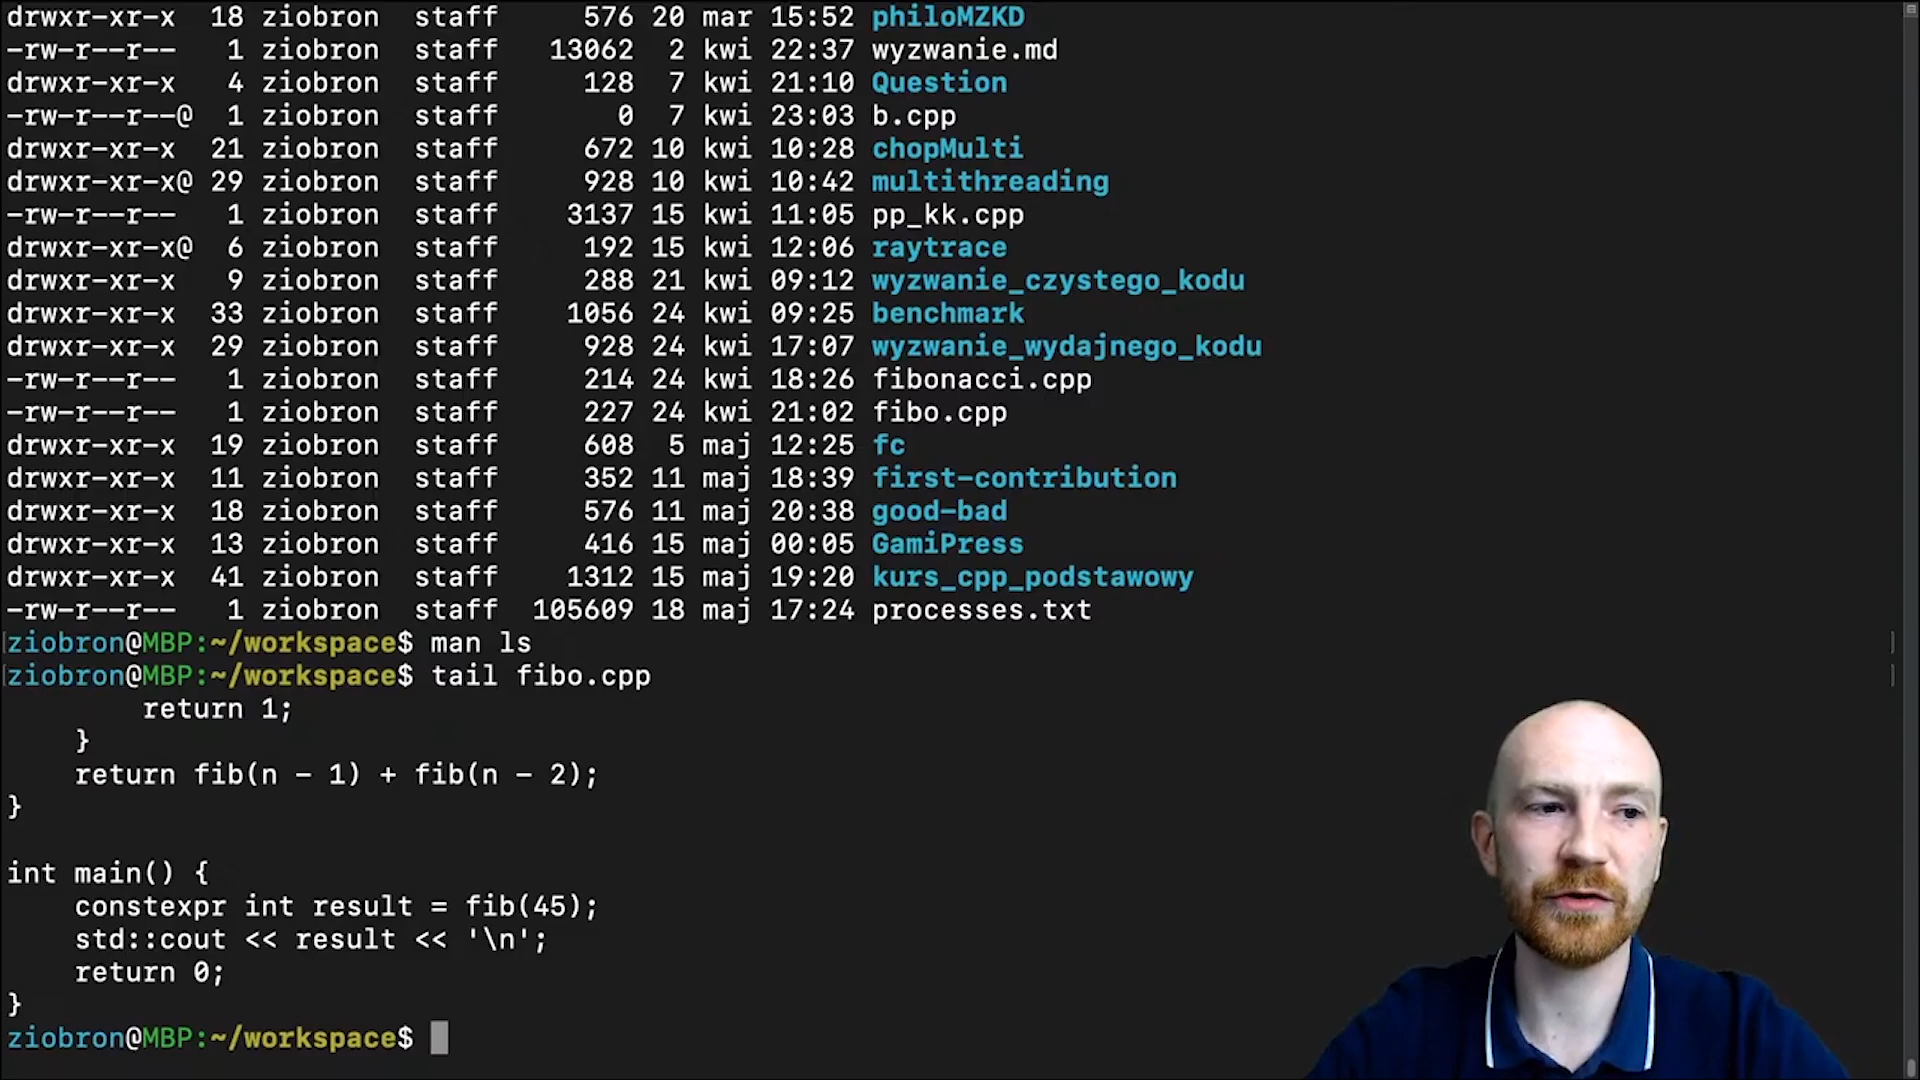 drwxr-xr-x  18 ziobron  staff     576 20 mar 15:52 philoMZKD
-rw-r--r--   1 ziobron  staff   13062  2 kwi 22:37 wyzwanie.md
drwxr-xr-x   4 ziobron  staff     128  7 kwi 21:10 Question
-rw-r--r--@  1 ziobron  staff       0  7 kwi 23:03 b.cpp
drwxr-xr-x  21 ziobron  staff     672 10 kwi 10:28 chopMulti
drwxr-xr-x@ 29 ziobron  staff     928 10 kwi 10:42 multithreading
-rw-r--r--   1 ziobron  staff    3137 15 kwi 11:05 pp_kk.cpp
drwxr-xr-x@  6 ziobron  staff     192 15 kwi 12:06 raytrace
drwxr-xr-x   9 ziobron  staff     288 21 kwi 09:12 wyzwanie_czystego_kodu
drwxr-xr-x  33 ziobron  staff    1056 24 kwi 09:25 benchmark
drwxr-xr-x  29 ziobron  staff     928 24 kwi 17:07 wyzwanie_wydajnego_kodu
-rw-r--r--   1 ziobron  staff     214 24 kwi 18:26 fibonacci.cpp
-rw-r--r--   1 ziobron  staff     227 24 kwi 21:02 fibo.cpp
drwxr-xr-x  19 ziobron  staff     608  5 maj 12:25 fc
drwxr-xr-x  11 ziobron  staff     352 11 maj 18:39 first-contribution
drwxr-xr-x  18 ziobron  staff     576 11 maj 20:38 good-bad
drwxr-xr-x  13 ziobron  staff     416 15 maj 00:05 GamiPress
drwxr-xr-x  41 ziobron  staff    1312 15 maj 19:20 kurs_cpp_podstawowy
-rw-r--r--   1 ziobron  staff  105609 18 maj 17:24 processes.txt
ziobron@MBP:~/workspace$ man ls
ziobron@MBP:~/workspace$ tail fibo.cpp
        return 1;
    }
    return fib(n - 1) + fib(n - 2);
}

int main() {
    constexpr int result = fib(45);
    std::cout << result << '\n';
    return 0;
}
ziobron@MBP:~/workspace$